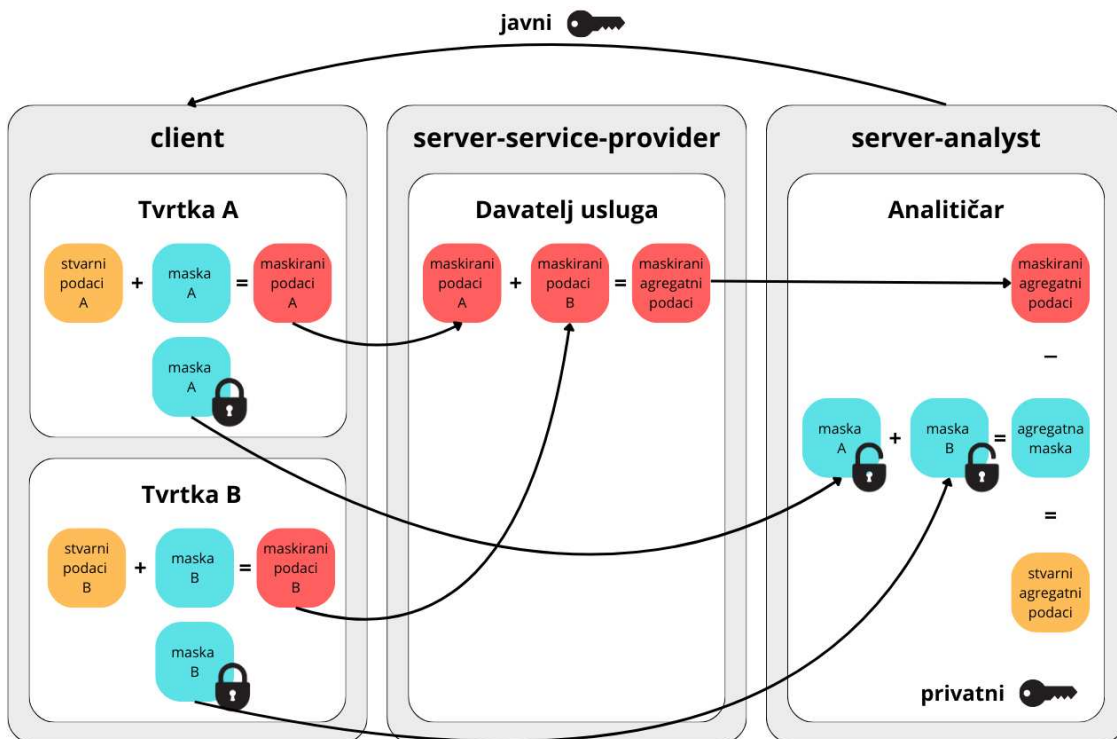 javni
client
server-service-provider
server-analyst
Tvrtka A
stvarni
podaci
A
+
maska
A
=
maskirani
podaci
A
maska
A
Tvrtka B
stvarni
podaci
B
+
maska
B
=
maskirani
podaci
B
maska
B
Davatelj usluga
maskirani
podaci
A
+
maskirani
podaci
B
=
maskirani
agregatni
podaci
Analitičar
maskirani
agregatni
podaci
–
maska
A
+
maska
B
=
agregatna
maska
=
stvarni
agregatni
podaci
privatni